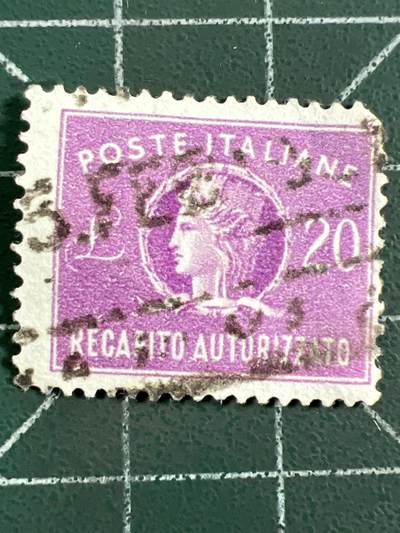 POSTE ITALIANE
£ 20
RECAPITO AUTORIZZATO